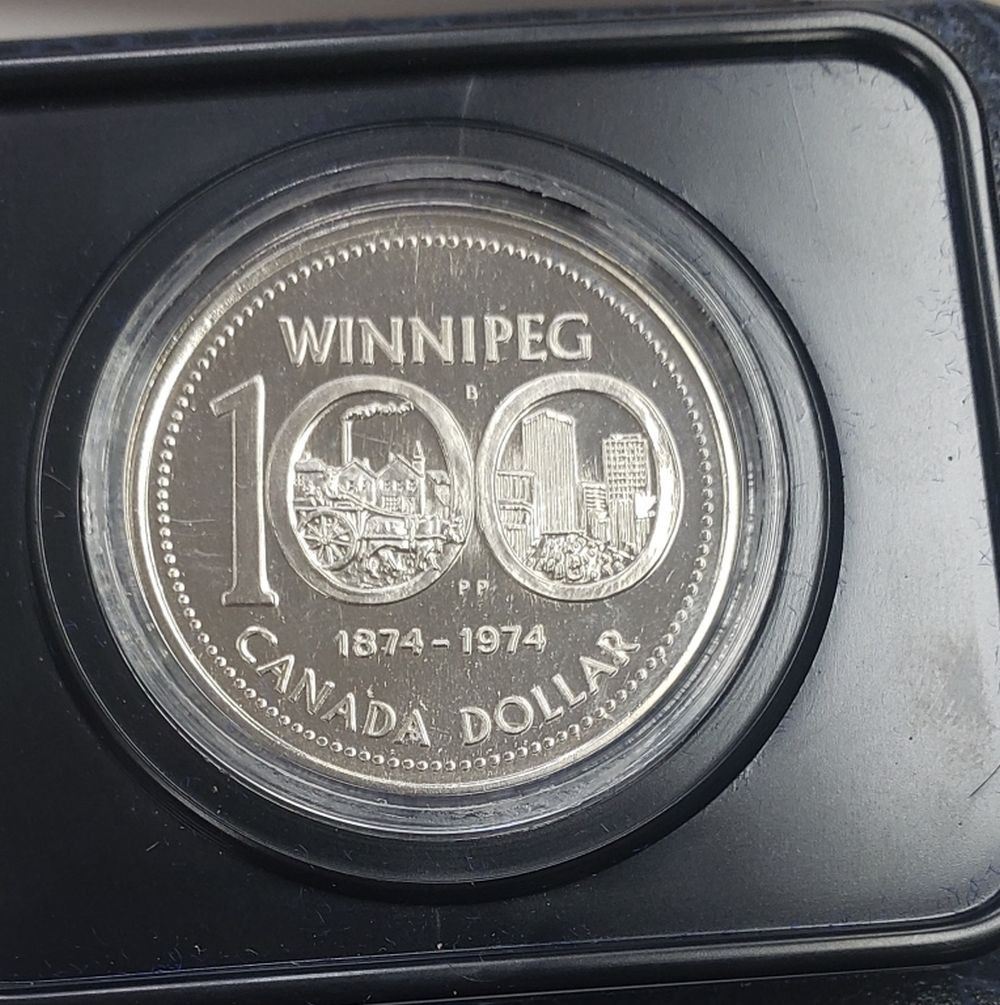 WINNIPEG
B
100
PP
1874-1974
CANADA DOLLAR